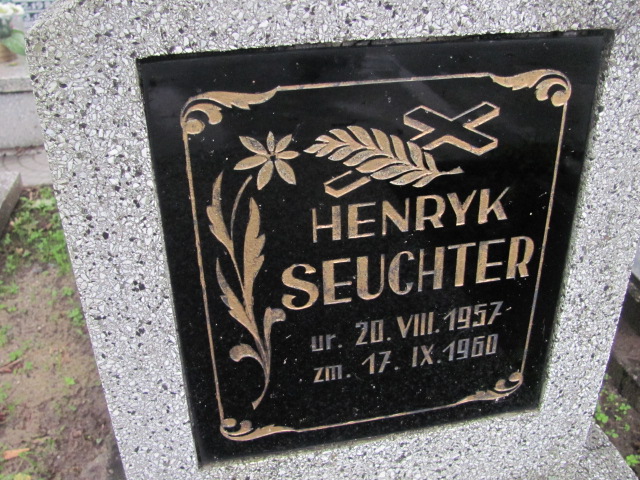 HENRYK
SEUCHTER
ur. 20. VIII. 1957
zm. 17. IX. 1960